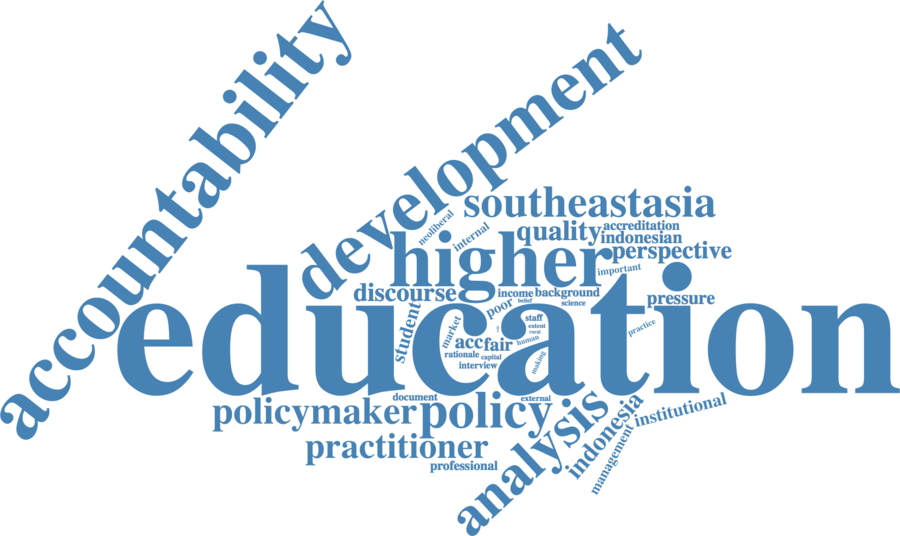 accountability
development
southeastasia
neoliberal
internal
quality
accreditation
indonesian
higher
perspective
important
discourse
income
background
pressure
education
poor
belief
science
student
market
staff
extent
rural
practice
acc
fair
human
rationale
capital
making
interview
document
external
policymaker
policy
analysis
indonesia
institutional
practitioner
management
professional